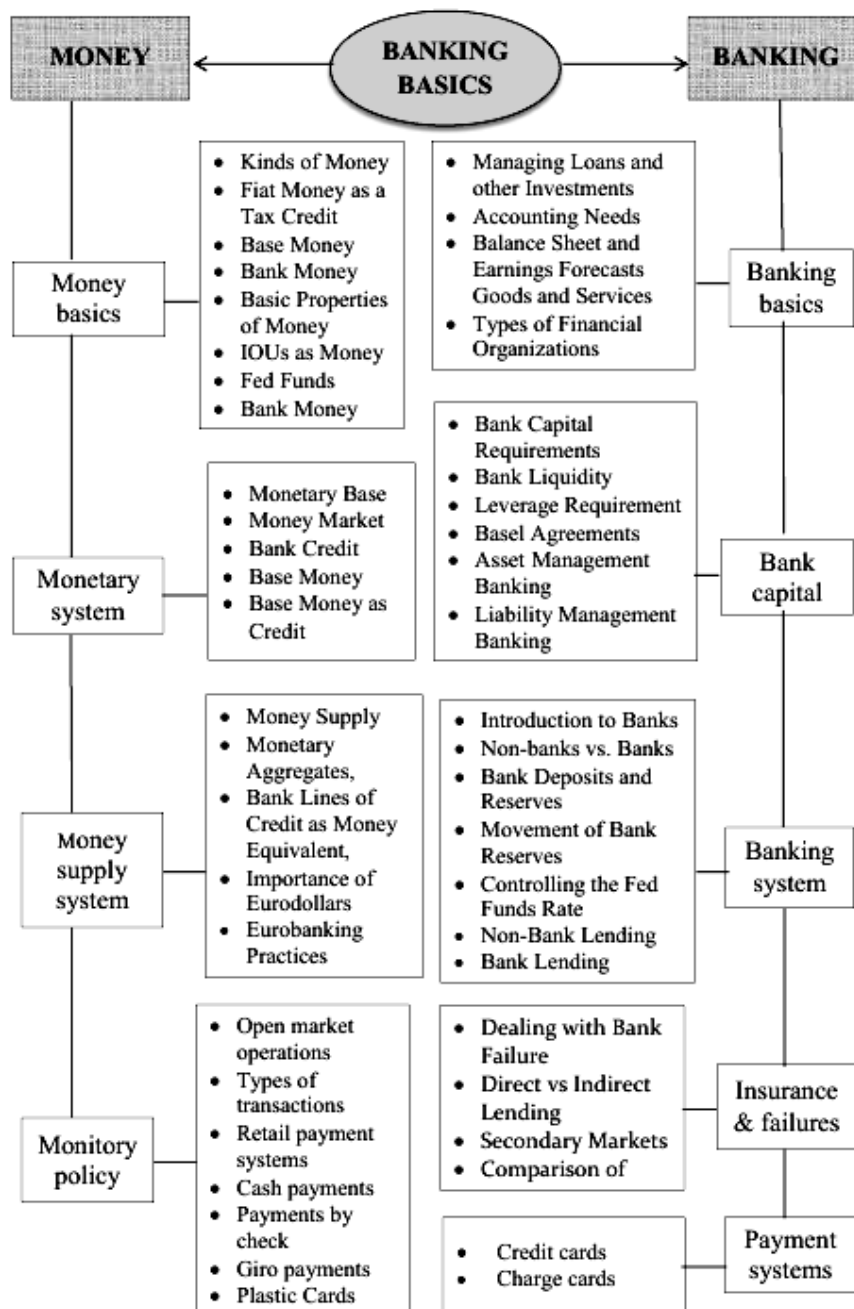 MONEY
BANKING
BASICS
BANKING
Money
basics
• Kinds of Money
• Fiat Money as a
Tax Credit
• Base Money
• Bank Money
• Basic Properties
of Money
• IOUs as Money
• Fed Funds
• Bank Money
• Managing Loans and
other Investments
• Accounting Needs
• Balance Sheet and
Earnings Forecasts
Goods and Services
• Types of Financial
Organizations
Banking
basics
Monetary
system
• Monetary Base
• Money Market
• Bank Credit
• Base Money
• Base Money as
Credit
• Bank Capital
Requirements
• Bank Liquidity
• Leverage Requirement
• Basel Agreements
• Asset Management
Banking
• Liability Management
Banking
Bank
capital
Money
supply
system
• Money Supply
• Monetary
Aggregates,
• Bank Lines of
Credit as Money
Equivalent,
• Importance of
Eurodollars
• Eurobanking
Practices
• Introduction to Banks
• Non-banks vs. Banks
• Bank Deposits and
Reserves
• Movement of Bank
Reserves
• Controlling the Fed
Funds Rate
• Non-Bank Lending
• Bank Lending
Banking
system
Monitory
policy
• Open market
operations
• Types of
transactions
• Retail payment
systems
• Cash payments
• Payments by
check
• Giro payments
• Plastic Cards
• Dealing with Bank
Failure
• Direct vs Indirect
Lending
• Secondary Markets
• Comparison of
Insurance
& failures
• Credit cards
• Charge cards
Payment
systems